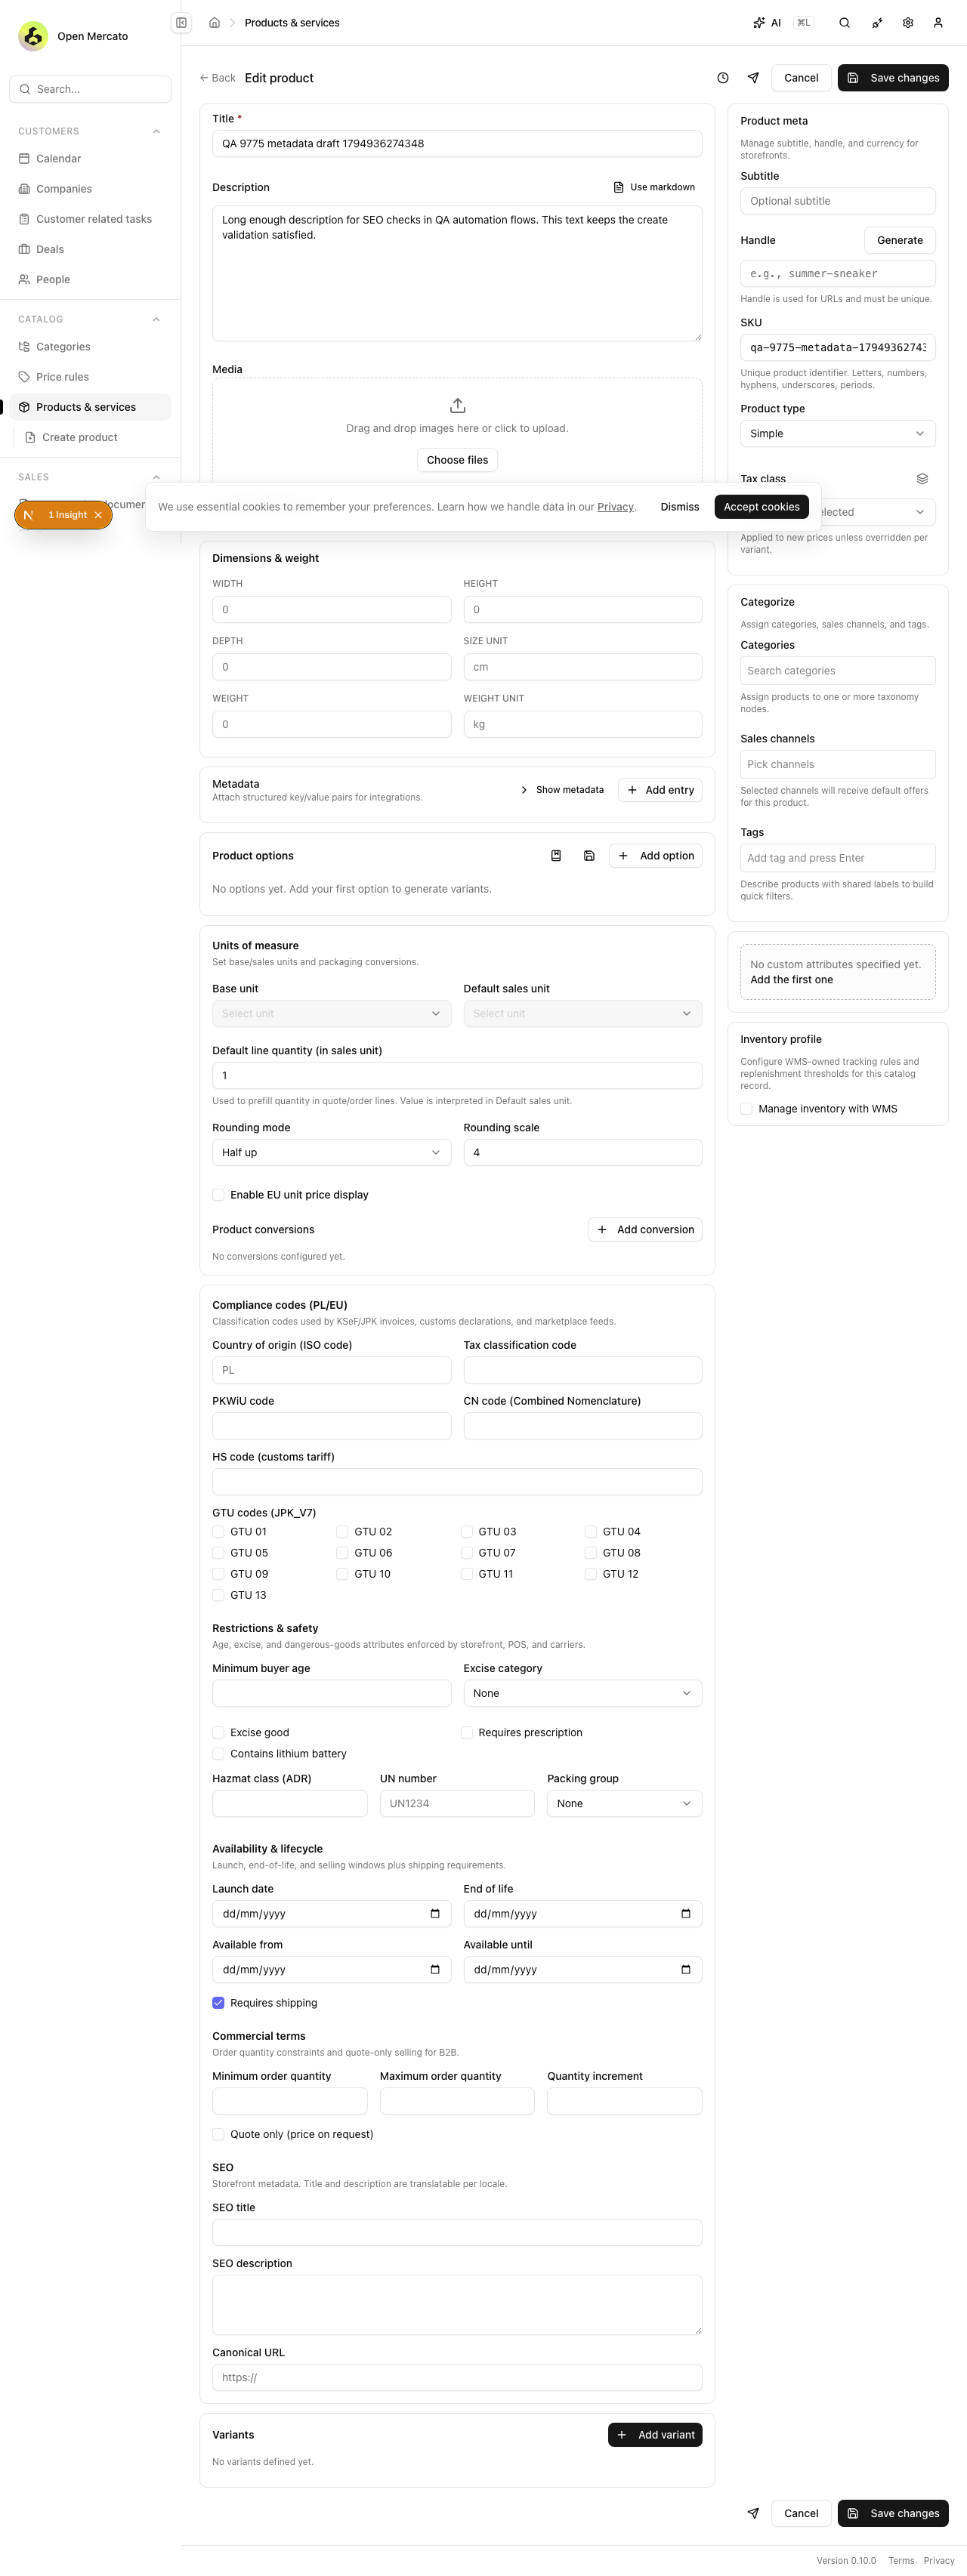 Open Mercato
Search...
CUSTOMERS
Calendar
Companies
Customer related tasks
Deals
People
CATALOG
Categories
Price rules
Products & services
Create product
SALES
1 Insight
Products & services
AI ⌘L
← Back Edit product
Cancel Save changes
Title *
QA 9775 metadata draft 1794936274348
Description Use markdown
Long enough description for SEO checks in QA automation flows. This text keeps the create
validation satisfied.
Media
Drag and drop images here or click to upload.
Choose files
We use essential cookies to remember your preferences. Learn how we handle data in our Privacy.
Dismiss Accept cookies
Dimensions & weight
WIDTH HEIGHT
0 0
DEPTH SIZE UNIT
0 cm
WEIGHT WEIGHT UNIT
0 kg
Metadata
Attach structured key/value pairs for integrations.
Show metadata Add entry
Product options Add option
No options yet. Add your first option to generate variants.
Units of measure
Set base/sales units and packaging conversions.
Base unit Default sales unit
Select unit Select unit
Default line quantity (in sales unit)
1
Used to prefill quantity in quote/order lines. Value is interpreted in Default sales unit.
Rounding mode Rounding scale
Half up 4
Enable EU unit price display
Product conversions Add conversion
No conversions configured yet.
Compliance codes (PL/EU)
Classification codes used by KSeF/JPK invoices, customs declarations, and marketplace feeds.
Country of origin (ISO code) Tax classification code
PL
PKWiU code CN code (Combined Nomenclature)
HS code (customs tariff)
GTU codes (JPK_V7)
GTU 01 GTU 02 GTU 03 GTU 04
GTU 05 GTU 06 GTU 07 GTU 08
GTU 09 GTU 10 GTU 11 GTU 12
GTU 13
Restrictions & safety
Age, excise, and dangerous-goods attributes enforced by storefront, POS, and carriers.
Minimum buyer age Excise category
None
Excise good Requires prescription
Contains lithium battery
Hazmat class (ADR) UN number Packing group
UN1234 None
Availability & lifecycle
Launch, end-of-life, and selling windows plus shipping requirements.
Launch date End of life
dd/mm/yyyy dd/mm/yyyy
Available from Available until
dd/mm/yyyy dd/mm/yyyy
Requires shipping
Commercial terms
Order quantity constraints and quote-only selling for B2B.
Minimum order quantity Maximum order quantity Quantity increment
Quote only (price on request)
SEO
Storefront metadata. Title and description are translatable per locale.
SEO title
SEO description
Canonical URL
https://
Variants Add variant
No variants defined yet.
Product meta
Manage subtitle, handle, and currency for
storefronts.
Subtitle
Optional subtitle
Handle Generate
e.g., summer-sneaker
Handle is used for URLs and must be unique.
SKU
qa-9775-metadata-17949362743
Unique product identifier. Letters, numbers,
hyphens, underscores, periods.
Product type
Simple
Tax class
Applied to new prices unless overridden per
variant.
Categorize
Assign categories, sales channels, and tags.
Categories
Search categories
Assign products to one or more taxonomy
nodes.
Sales channels
Pick channels
Selected channels will receive default offers
for this product.
Tags
Add tag and press Enter
Describe products with shared labels to build
quick filters.
No custom attributes specified yet.
Add the first one
Inventory profile
Configure WMS-owned tracking rules and
replenishment thresholds for this catalog
record.
Manage inventory with WMS
Cancel Save changes
Version 0.10.0 Terms Privacy